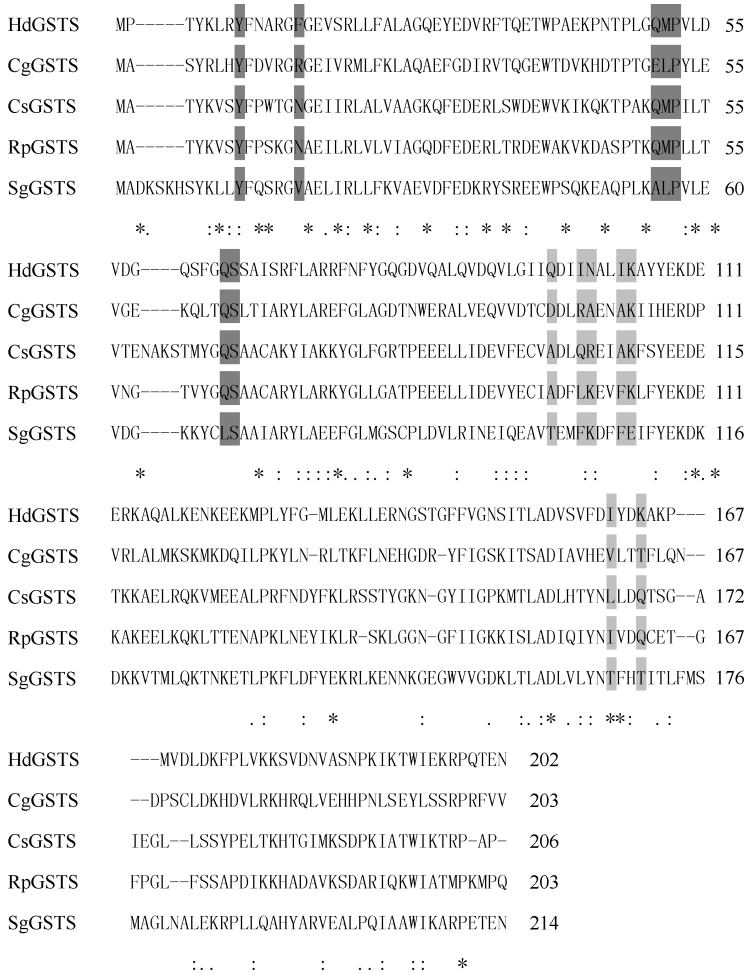 HdGSTS MP-----TYKLRYFNARGFGEVSRLLFALAGQEYEDVRFTQETWPAEKPNTPLGQMPVLD 55
CgGSTS MA-----SYRLHYFDVRGRGEIVRMLFKLAQAEFGDIRVTQGEWTDVKHDTPTGELPYLE 55
CsGSTS MA-----TYKVSYFPWTGNGEIIRLALVAAGKQFEDERLSWDEWVKIKQKTPAKQMPILT 55
RpGSTS MA-----TYKVSYFPSKGNAEILRLVLVIAGQDFEDERLTRDEWAKVKDASPTKQMPLLT 55
SgGSTS MADKSKHSYKLLYFQSRGVAELIRLLFKVAEVDFEDKRYSREEWPSQKEAQPLKALPVLE 60
*. :*:: ** * .*: * * :: * * * :* *
HdGSTS VDG----QSFGQSSAISRFLARRFNFYGQGDVQALQVDQVLGIIQDIINALIKAYYEKDE 111
CgGSTS VGE----KQLTQSLTIARYLAREFGLAGDTNWERALVEQVVDTCDDLRAENAKIIHERDP 111
CsGSTS VTENAKSTMYGQSAACAKYIAKKYGLFGRTPEEELLIDEVFECVADLQREIAKFSYEEDE 115
RpGSTS VNG----TVYGQSAACARYLARKYGLLGATPEEELLIDEVYECIADFLKEVFKLFYEKDE 111
SgGSTS VDG----KKYCLSAAIARYLAEEFGLMGSCPLDVLRINEIQEAVTEMFKDFFEIFYEKDK 116
* * : ::::*..:.: * : :::: :: : :*.*
HdGSTS ERKAQALKENKEEKMPLYFG-MLEKLLERNGSTGFFVGNSITLADVSVFDIYDKAKP--- 167
CgGSTS VRLALMKSKMKDQILPKYLN-RLTKFLNEHGDR-YFIGSKITSADIAVHEVLTTFLQN-- 167
CsGSTS TKKAELRQKVMEEALPRFNDYFKLRSSTYGKN-GYIIGPKMTLADLHTYNLLDQTSG--A 172
RpGSTS KAKEELKQKLTTENAPKLNEYIKLR-SKLGGN-GFIIGKKISLADIQIYNIVDQCET--G 167
SgGSTS DKKVTMLQKTNKETLPKFLDFYEKRLKENNKGEGWVVGDKLTLADLVLYNTFHTITLFMS 176
.: : * : . :.:* .:: **: .:
HdGSTS ---MVDLDKFPLVKKSVDNVASNPKIKTWIEKRPQTEN 202
CgGSTS --DPSCLDKHDVLRKHRQLVEHHPNLSEYLSSRPRFVV 203
CsGSTS IEGL--LSSYPELTKHTGIMKSDPKIATWIKTRP-AP- 206
RpGSTS FPGL--FSSAPDIKKHADAVKSDARIQKWIATMPKMPQ 203
SgGSTS MAGLNALEKRPLLQAHYARVEALPQIAAWIKARPETEN 214
:.. : : ..: :: *